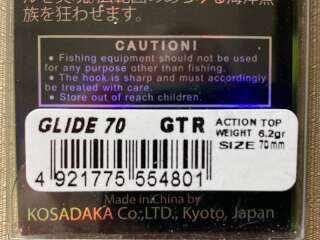 族を狂わせます。
CAUTION!
● Fishing equipment should not be used
for any purpose other than fishing.
● The hook is sharp and must accordingly
be treated with care.
● Store out of reach children.
GLIDE 70 GTR ACTION TOP
WEIGHT 6.2gr
SIZE 70mm
4 921775 554801
Made in China by
KOSADAKA Co.,LTD., Kyoto, Japan